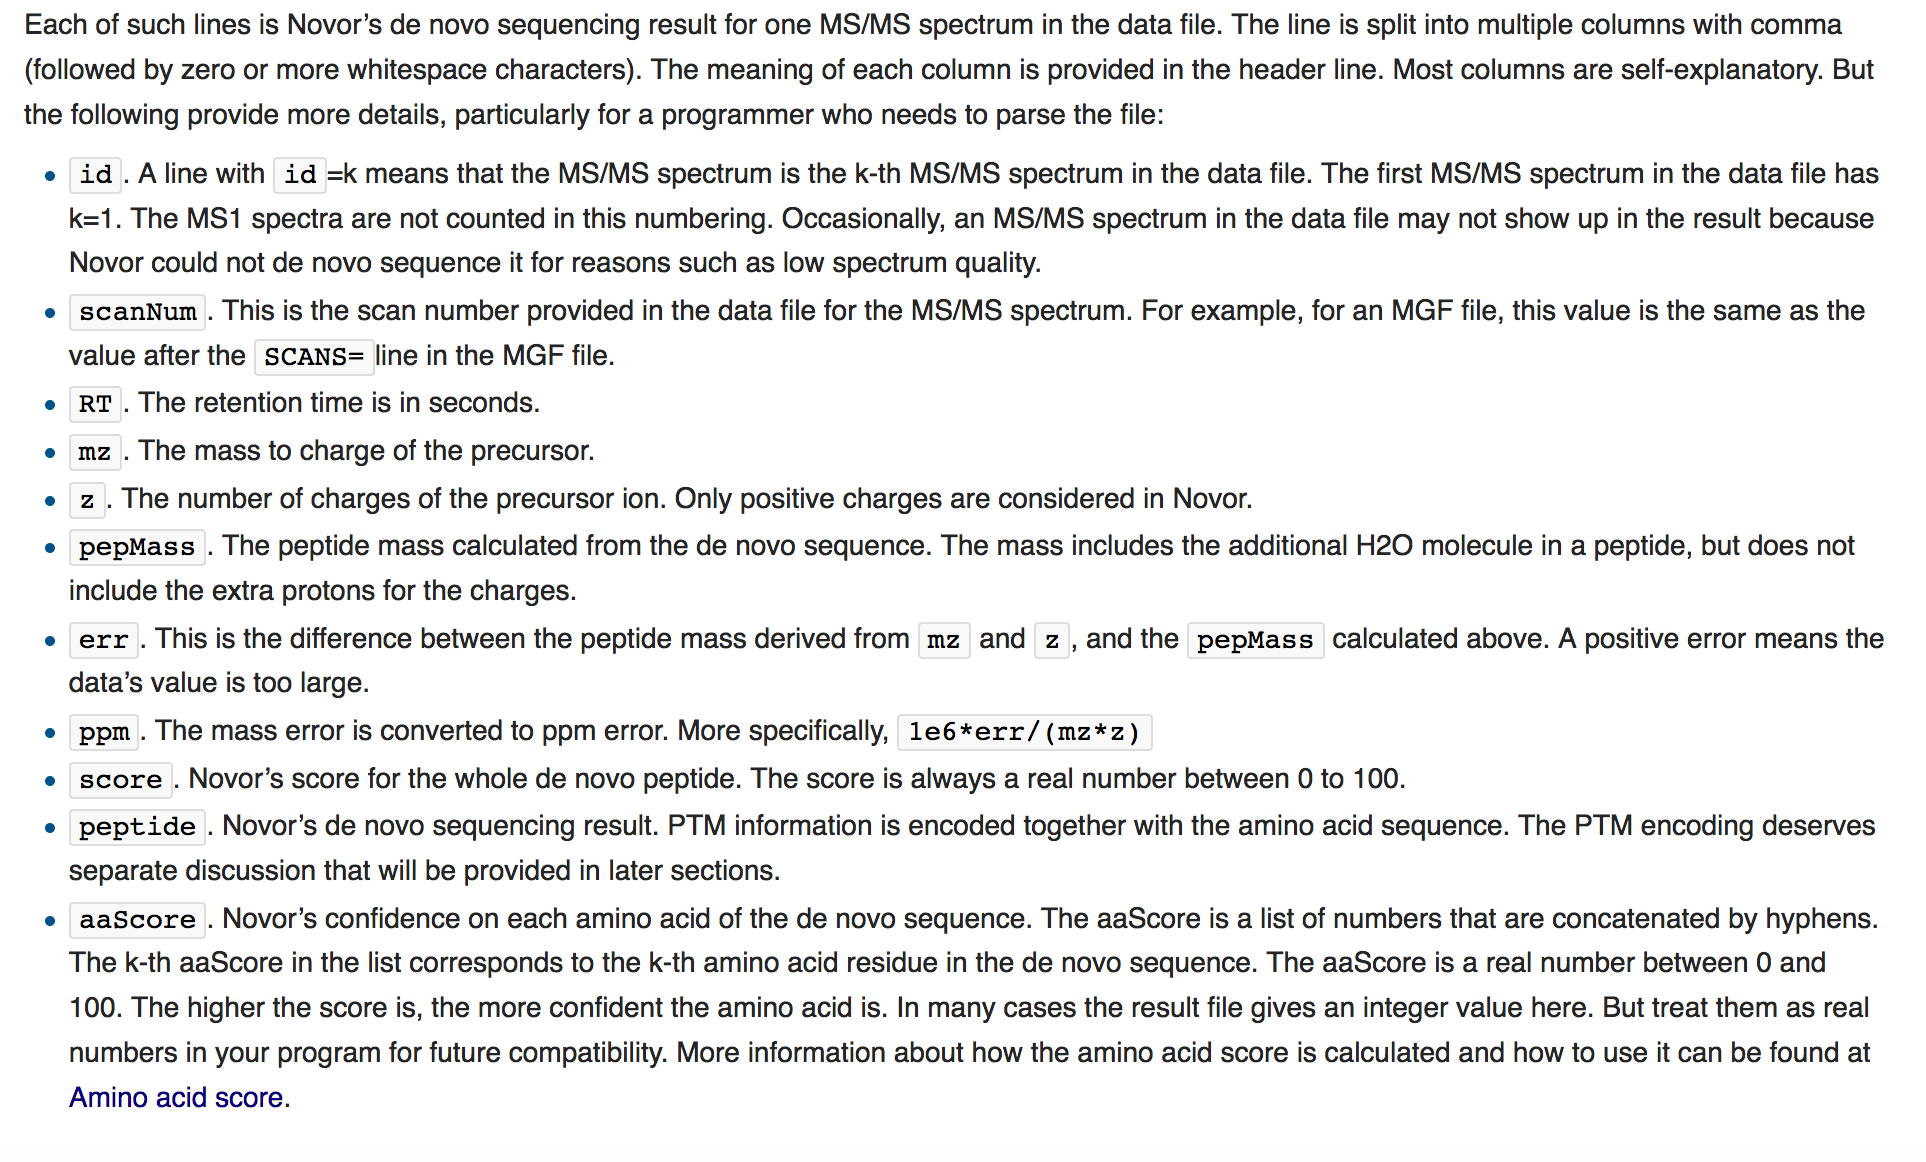 Each of such lines is Novor’s de novo sequencing result for one MS/MS spectrum in the data file. The line is split into multiple columns with comma
(followed by zero or more whitespace characters). The meaning of each column is provided in the header line. Most columns are self-explanatory. But
the following provide more details, particularly for a programmer who needs to parse the file:
• id . A line with id =k means that the MS/MS spectrum is the k-th MS/MS spectrum in the data file. The first MS/MS spectrum in the data file has
k=1. The MS1 spectra are not counted in this numbering. Occasionally, an MS/MS spectrum in the data file may not show up in the result because
Novor could not de novo sequence it for reasons such as low spectrum quality.
• scanNum . This is the scan number provided in the data file for the MS/MS spectrum. For example, for an MGF file, this value is the same as the
value after the SCANS= line in the MGF file.
• RT . The retention time is in seconds.
• mz . The mass to charge of the precursor.
• z . The number of charges of the precursor ion. Only positive charges are considered in Novor.
• pepMass . The peptide mass calculated from the de novo sequence. The mass includes the additional H2O molecule in a peptide, but does not
include the extra protons for the charges.
• err . This is the difference between the peptide mass derived from mz and z , and the pepMass calculated above. A positive error means the
data’s value is too large.
• ppm . The mass error is converted to ppm error. More specifically, 1e6*err/(mz*z)
• score . Novor’s score for the whole de novo peptide. The score is always a real number between 0 to 100.
• peptide . Novor’s de novo sequencing result. PTM information is encoded together with the amino acid sequence. The PTM encoding deserves
separate discussion that will be provided in later sections.
• aaScore . Novor’s confidence on each amino acid of the de novo sequence. The aaScore is a list of numbers that are concatenated by hyphens.
The k-th aaScore in the list corresponds to the k-th amino acid residue in the de novo sequence. The aaScore is a real number between 0 and
100. The higher the score is, the more confident the amino acid is. In many cases the result file gives an integer value here. But treat them as real
numbers in your program for future compatibility. More information about how the amino acid score is calculated and how to use it can be found at
Amino acid score.